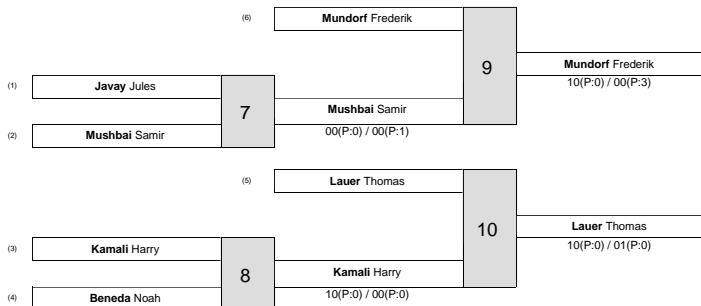 (6) Mundorf Frederik
9
Mundorf Frederik
10(P:0) / 00(P:3)
(1) Javay Jules
7
Mushbai Samir
00(P:0) / 00(P:1)
(2) Mushbai Samir
(5) Lauer Thomas
10
Lauer Thomas
10(P:0) / 01(P:0)
(3) Kamali Harry
8
Kamali Harry
10(P:0) / 00(P:0)
(4) Beneda Noah